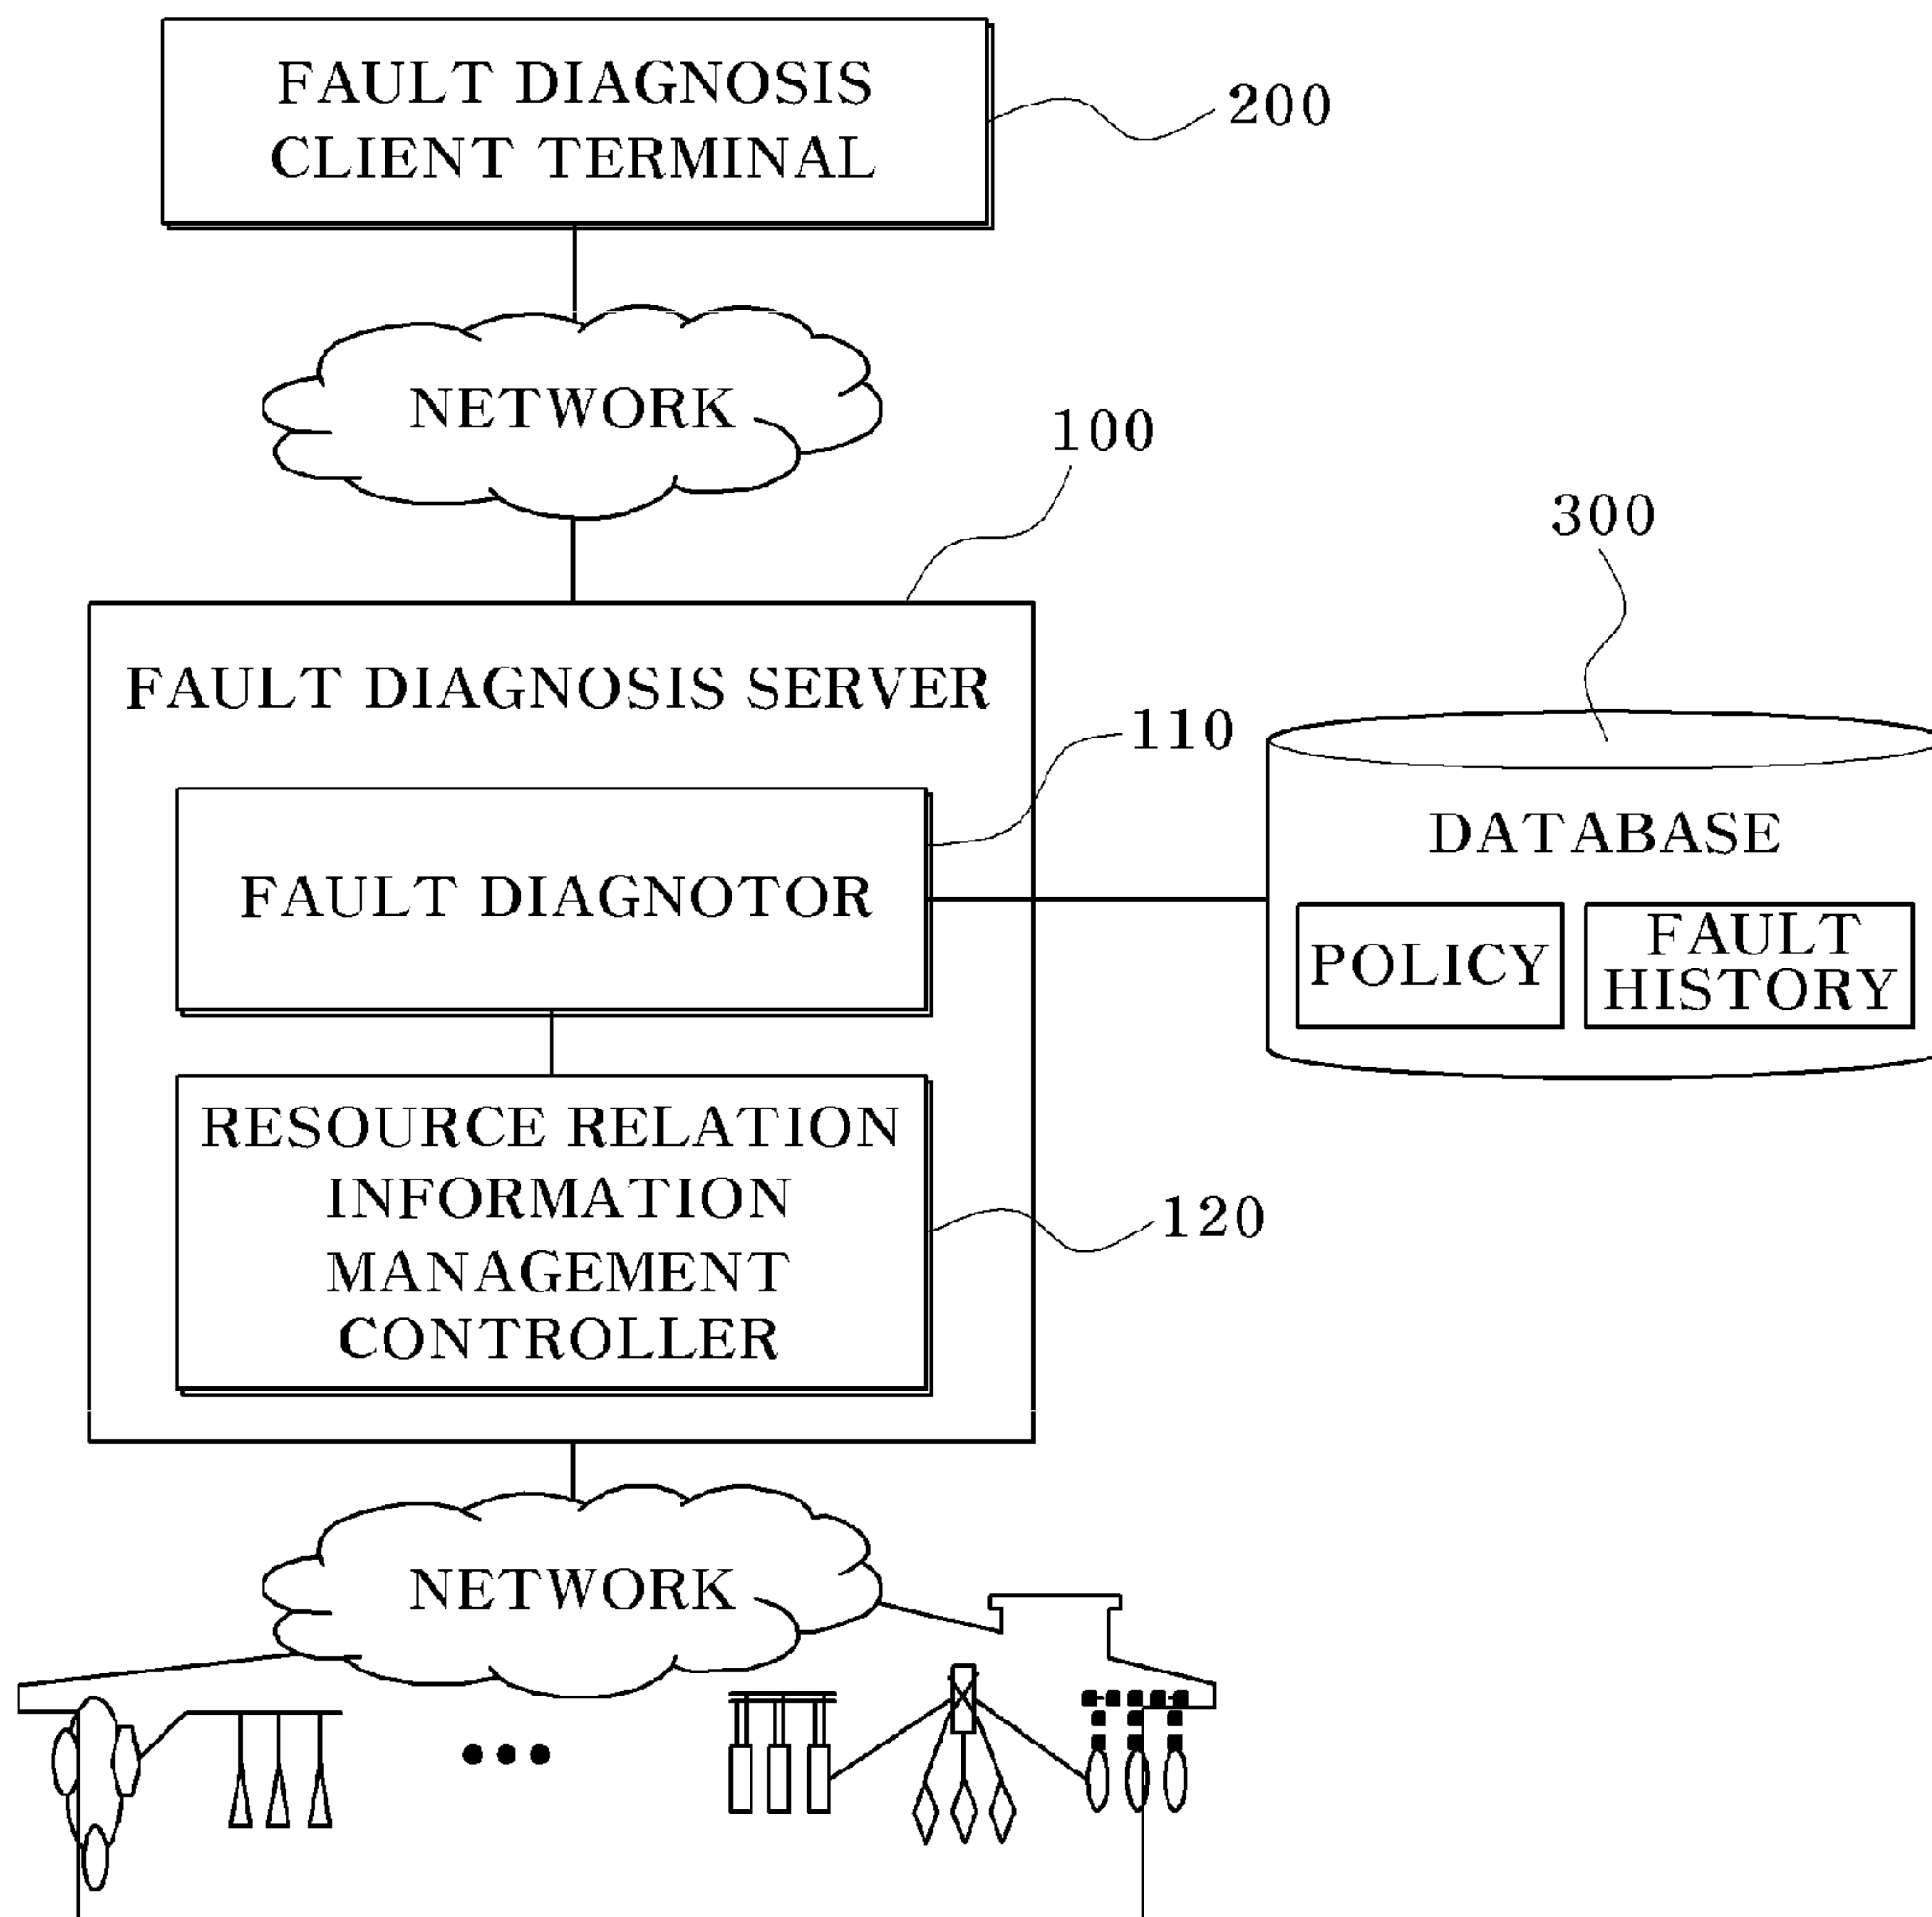 FAULT DIAGNOSIS
CLIENT TERMINAL
200
NETWORK
100
300
FAULT DIAGNOSIS SERVER
110
DATABASE
FAULT DIAGNOTOR
POLICY
FAULT
HISTORY
RESOURCE RELATION
INFORMATION
MANAGEMENT
CONTROLLER
120
NETWORK